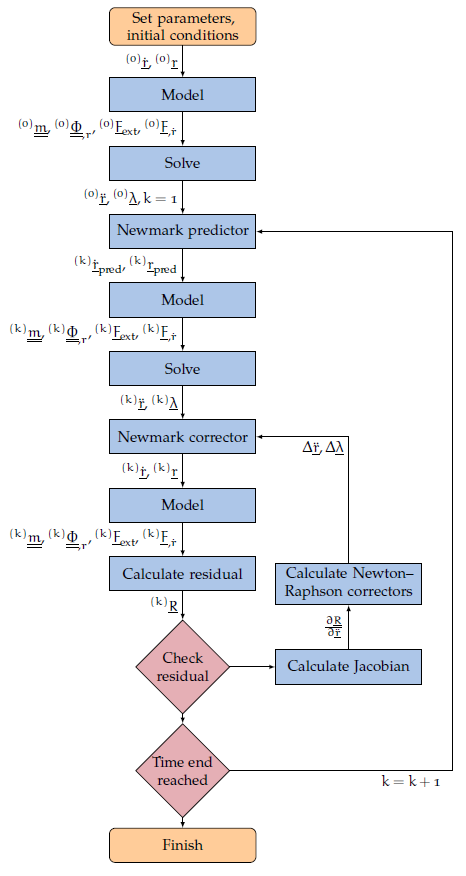 Set parameters,
initial conditions
⁽⁰⁾ṙ, ⁽⁰⁾r
Model
⁽⁰⁾m, ⁽⁰⁾Φ,r, ⁽⁰⁾Fext, ⁽⁰⁾F,ṙ
Solve
⁽⁰⁾r̈, ⁽⁰⁾λ, k = 1
Newmark predictor
⁽ᵏ⁾ṙpred, ⁽ᵏ⁾rpred
Model
⁽ᵏ⁾m, ⁽ᵏ⁾Φ,r, ⁽ᵏ⁾Fext, ⁽ᵏ⁾F,ṙ
Solve
⁽ᵏ⁾r̈, ⁽ᵏ⁾λ
Newmark corrector
Δr̈, Δλ
⁽ᵏ⁾ṙ, ⁽ᵏ⁾r
Model
⁽ᵏ⁾m, ⁽ᵏ⁾Φ,r, ⁽ᵏ⁾Fext, ⁽ᵏ⁾F,ṙ
Calculate residual
Calculate Newton–
Raphson correctors
⁽ᵏ⁾R
∂R
∂r̈
Check
residual
Calculate Jacobian
Time end
reached
k = k + 1
Finish